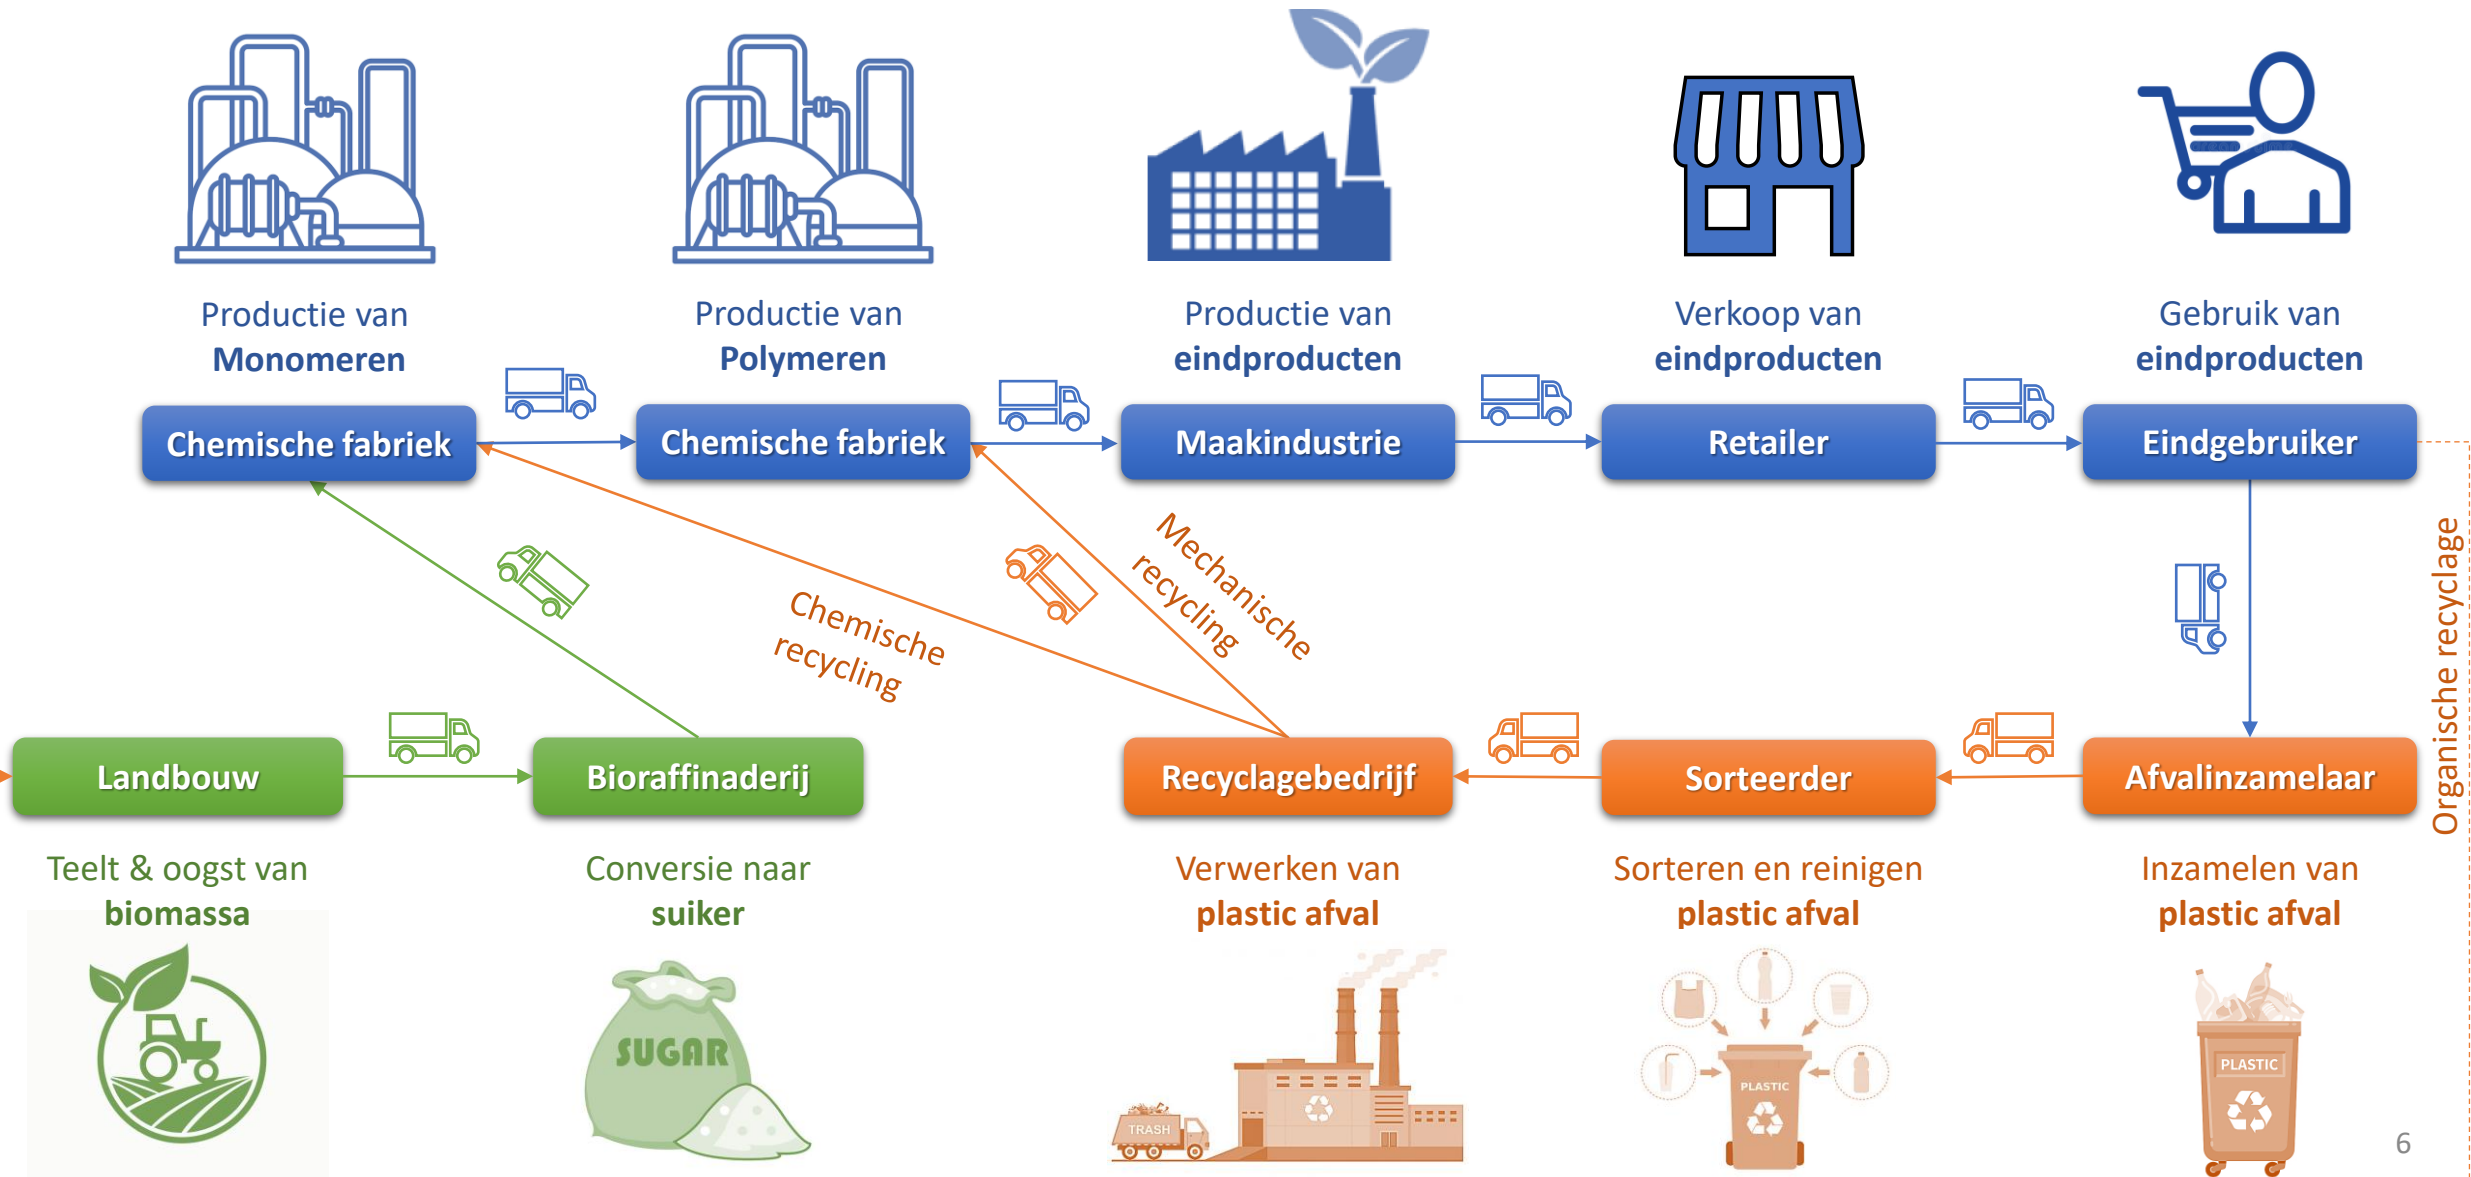 Productie van
Monomeren
Productie van
Polymeren
Productie van
eindproducten
Verkoop van
eindproducten
Gebruik van
eindproducten
Chemische fabriek
Chemische fabriek
Maakindustrie
Retailer
Eindgebruiker
Chemische
recycling
Mechanische
recycling
Organische recyclage
Landbouw
Bioraffinaderij
Recyclagebedrijf
Sorteerder
Afvalinzamelaar
Teelt & oogst van
biomassa
Conversie naar
suiker
Verwerken van
plastic afval
Sorteren en reinigen
plastic afval
Inzamelen van
plastic afval
SUGAR
TRASH
PLASTIC
PLASTIC
6